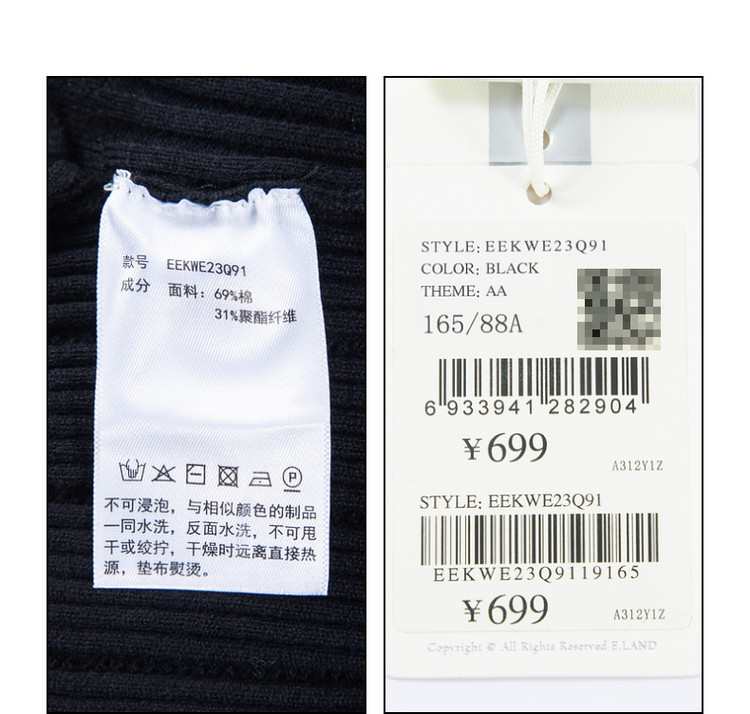 款号 EEKWE23Q91
成分 面料：69%棉
31%聚酯纤维
P
不可浸泡，与相似颜色的制品
一同水洗，反面水洗，不可甩
干或绞拧，干燥时远离直接热
源，垫布熨烫。
STYLE: EEKWE23Q91
COLOR: BLACK
THEME: AA
165/88A
6 933941 282904
¥699
A312Y1Z
STYLE: EEKWE23Q91
EEKWE23Q9119165
¥699
A312Y1Z
Copyright © All Rights Reserved E.LAND